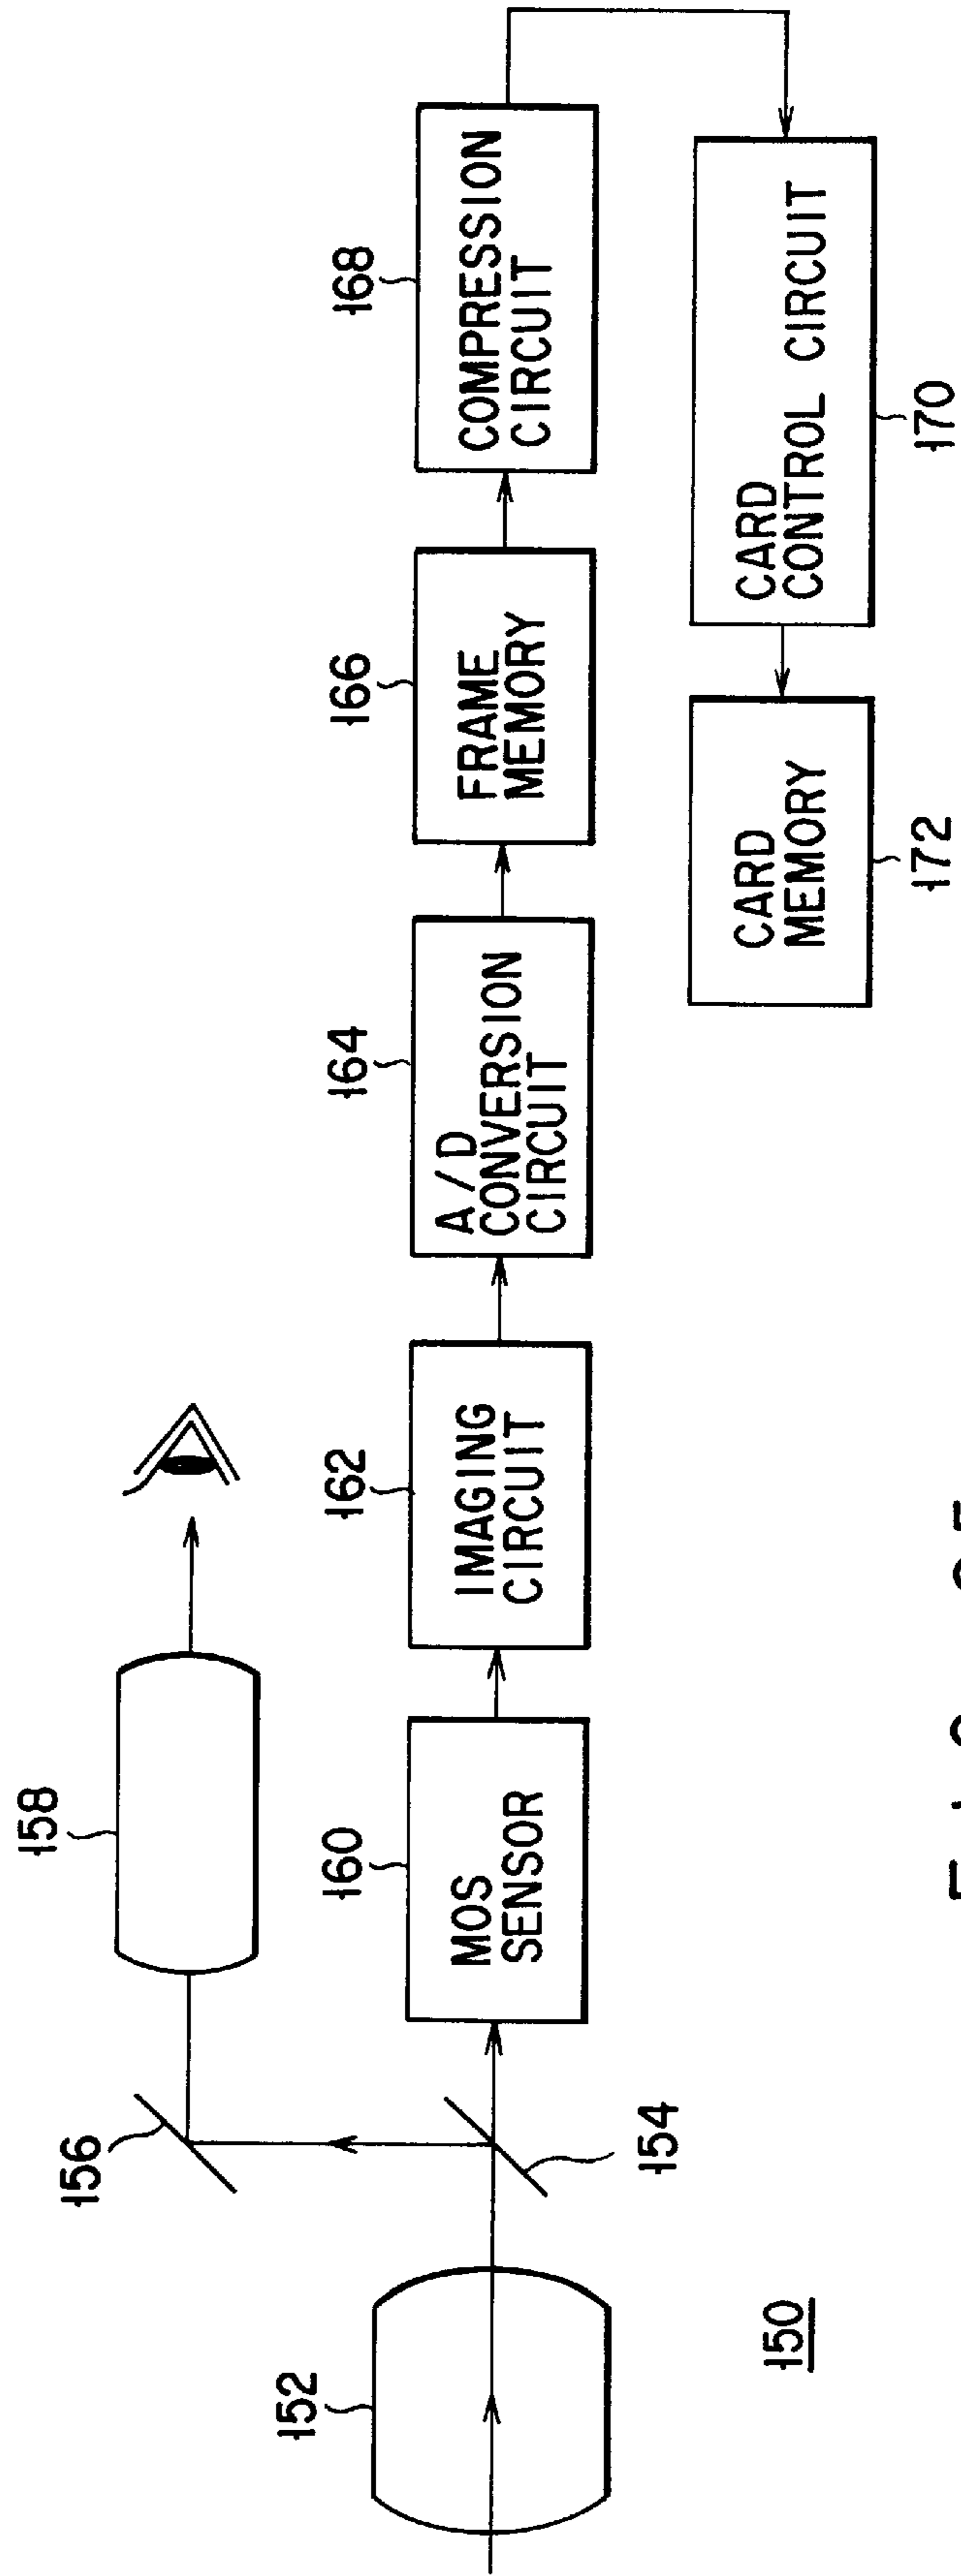 152
156
154
158
160
MOS
SENSOR
162
IMAGING
CIRCUIT
164
A/D
CONVERSION
CIRCUIT
166
FRAME
MEMORY
168
COMPRESSION
CIRCUIT
CARD
MEMORY
172
CARD
CONTROL CIRCUIT
170
150